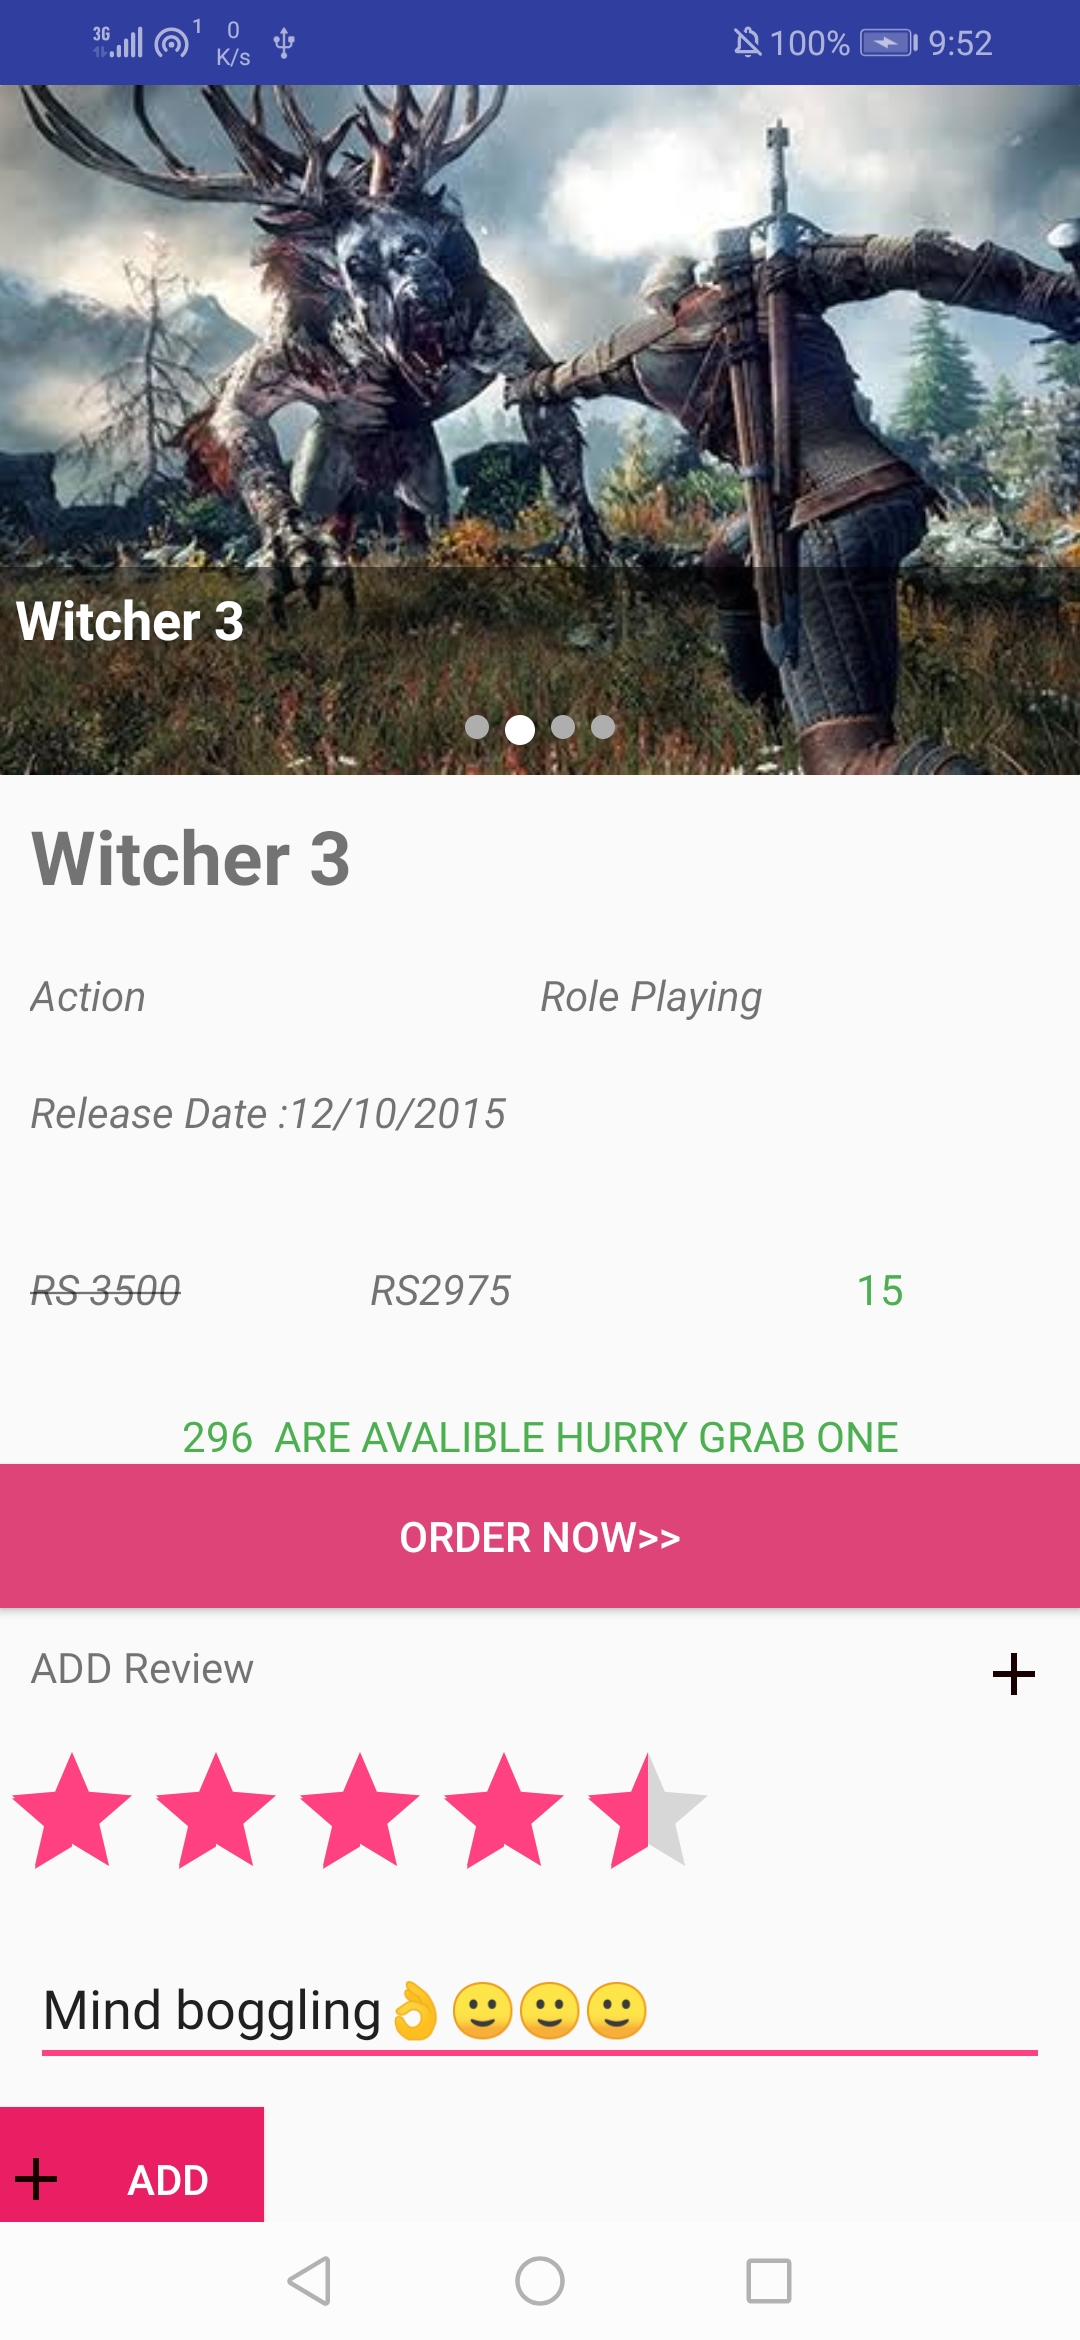 3G 1 0 K/s 100% 9:52
Witcher 3
Witcher 3
Action Role Playing
Release Date :12/10/2015
RS 3500 RS2975 15
296 ARE AVALIBLE HURRY GRAB ONE
ORDER NOW>>
ADD Review
Mind boggling👌🙂🙂🙂
ADD